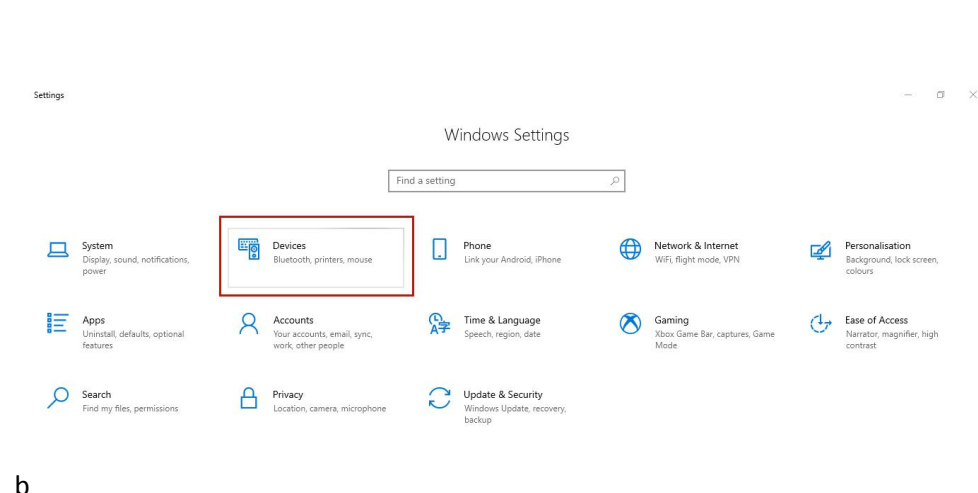 Settings
Windows Settings
Find a setting
System
Display, sound, notifications,
power
Devices
Bluetooth, printers, mouse
Phone
Link your Android, iPhone
Network & Internet
WiFi, flight mode, VPN
Personalisation
Background, lock screen,
colours
Apps
Uninstall, defaults, optional
features
Accounts
Your accounts, email, sync,
work, other people
Time & Language
Speech, region, date
Gaming
Xbox Game Bar, captures, Game
Mode
Ease of Access
Narrator, magnifier, high
contrast
Search
Find my files, permissions
Privacy
Location, camera, microphone
Update & Security
Windows Update, recovery,
backup
b